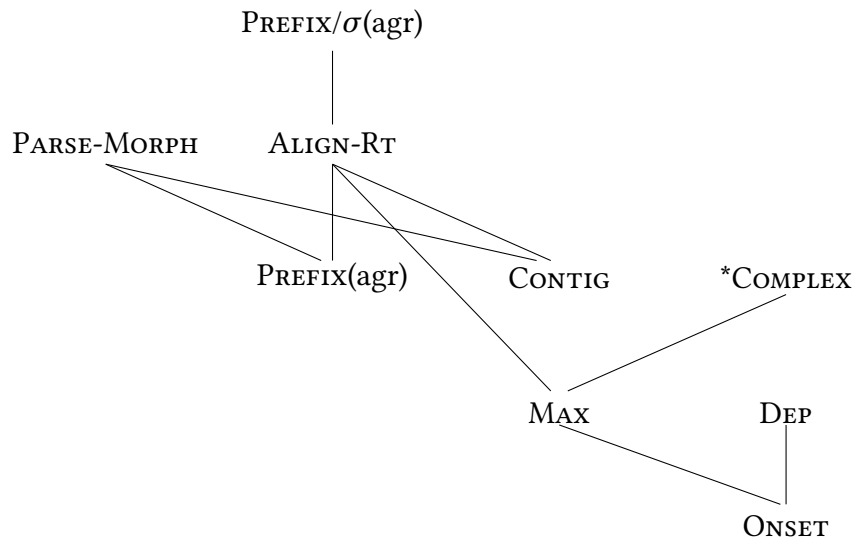 PREFIX/σ(agr)
PARSE-MORPH ALIGN-RT
PREFIX(agr) CONTIG *COMPLEX
MAX DEP
ONSET